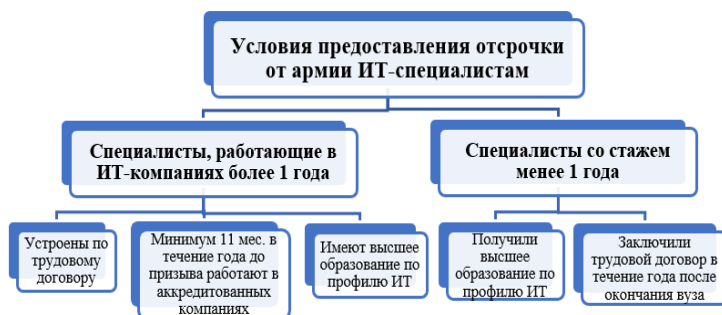 Условия предоставления отсрочки
от армии ИТ-специалистам
Специалисты, работающие в
ИТ-компаниях более 1 года
Специалисты со стажем
менее 1 года
Устроены по
трудовому
договору
Минимум 11 мес. в
течение года до
призыва работают в
аккредитованных
компаниях
Имеют высшее
образование по
профилю ИТ
Получили
высшее
образование по
профилю ИТ
Заключили
трудовой договор в
течение года после
окончания вуза